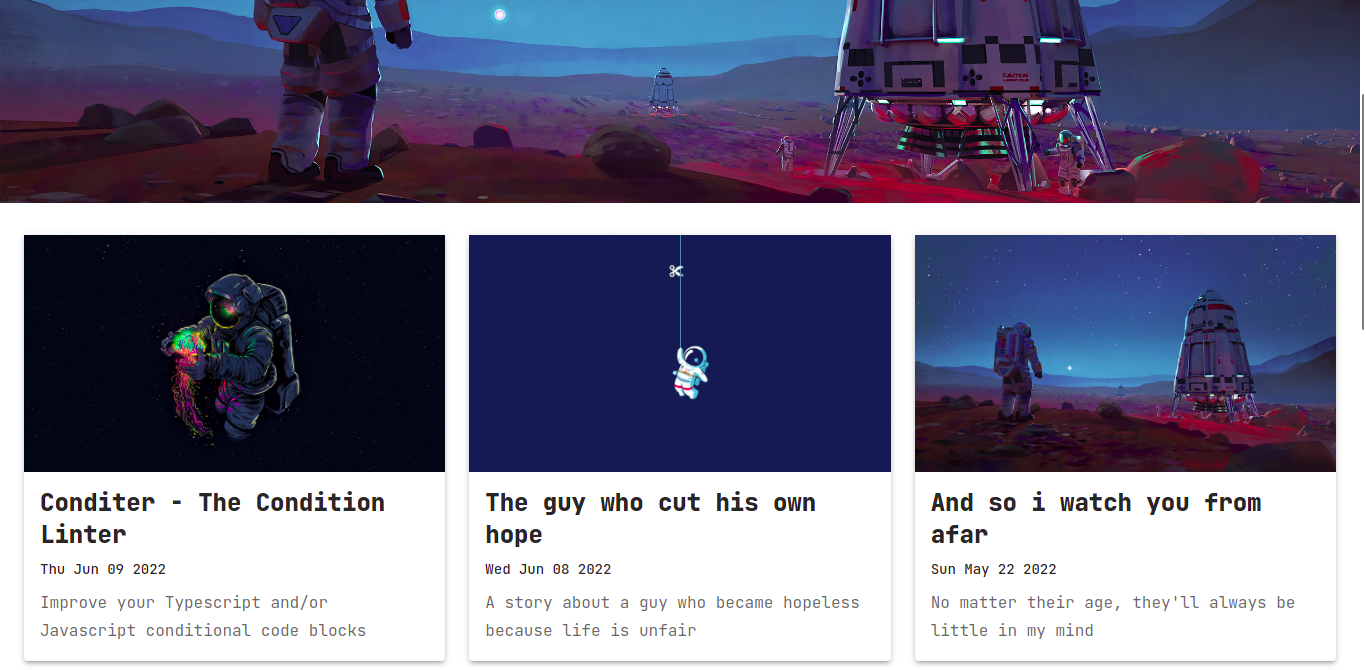 CAUTION
Conditer - The Condition
Linter
Thu Jun 09 2022
Improve your Typescript and/or
Javascript conditional code blocks
The guy who cut his own
hope
Wed Jun 08 2022
A story about a guy who became hopeless
because life is unfair
And so i watch you from
afar
Sun May 22 2022
No matter their age, they'll always be
little in my mind